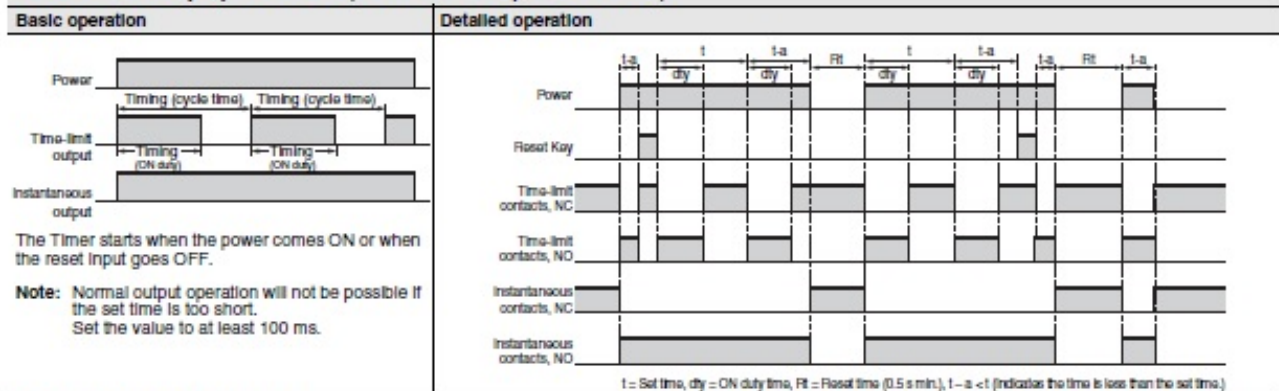 Basic operation
Detailed operation
Power
Timing (cycle time) Timing (cycle time)
Time-limit
output
Timing
(ON duty)
Timing
(ON duty)
Instantaneous
output
The Timer starts when the power comes ON or when
the reset input goes OFF.
Note: Normal output operation will not be possible if
the set time is too short.
Set the value to at least 100 ms.
t-a t t-a Rt t t-a t-a Rt t-a
dty dty dty dty
Power
Reset Key
Time-limit
contacts, NC
Time-limit
contacts, NO
Instantaneous
contacts, NC
Instantaneous
contacts, NO
t = Set time, dty = ON duty time, Rt = Reset time (0.5 s min.), t – a < t (Indicates the time is less than the set time.)